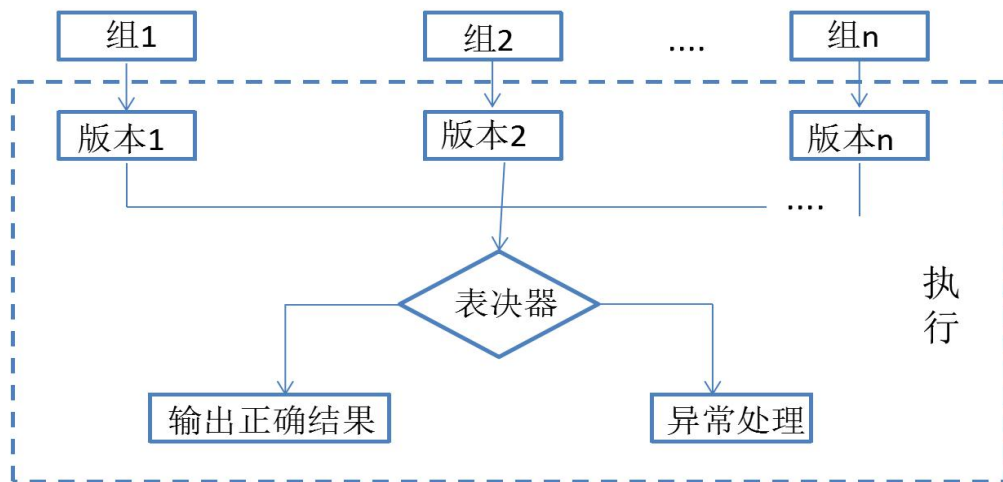 组1
组2
....
组n
版本1
版本2
版本n
....
表决器
执
行
输出正确结果
异常处理